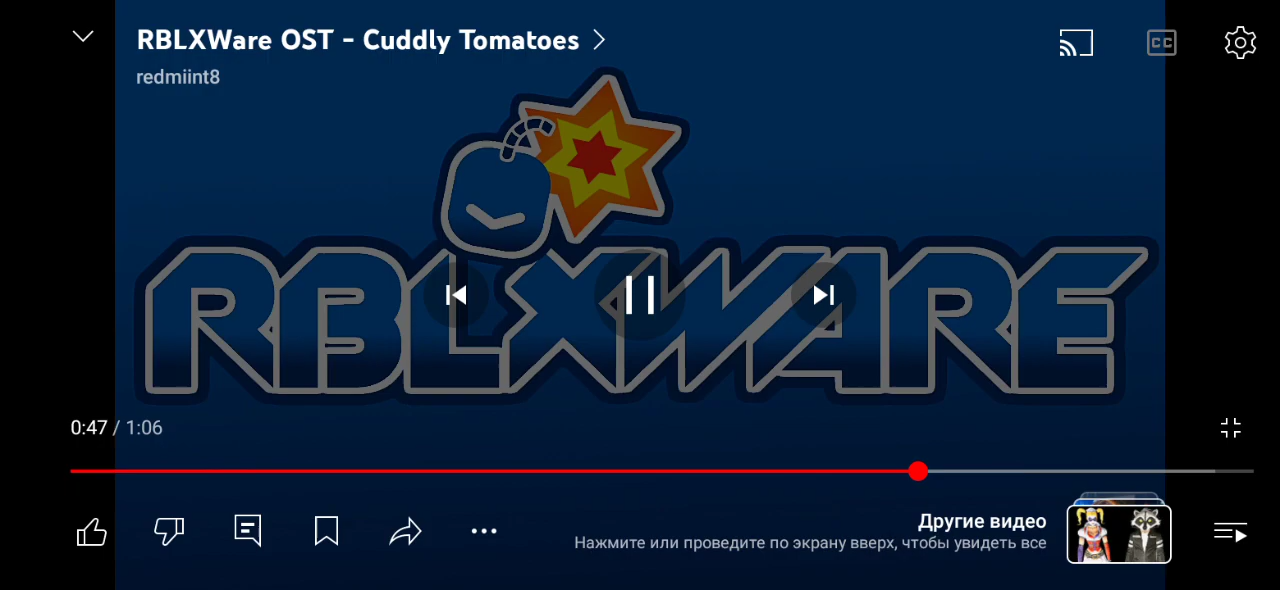 RBLXWare OST - Cuddly Tomatoes
redmiint8
CC
RBLXWARE
0:47 / 1:06
Другие видео
Нажмите или проведите по экрану вверх, чтобы увидеть все